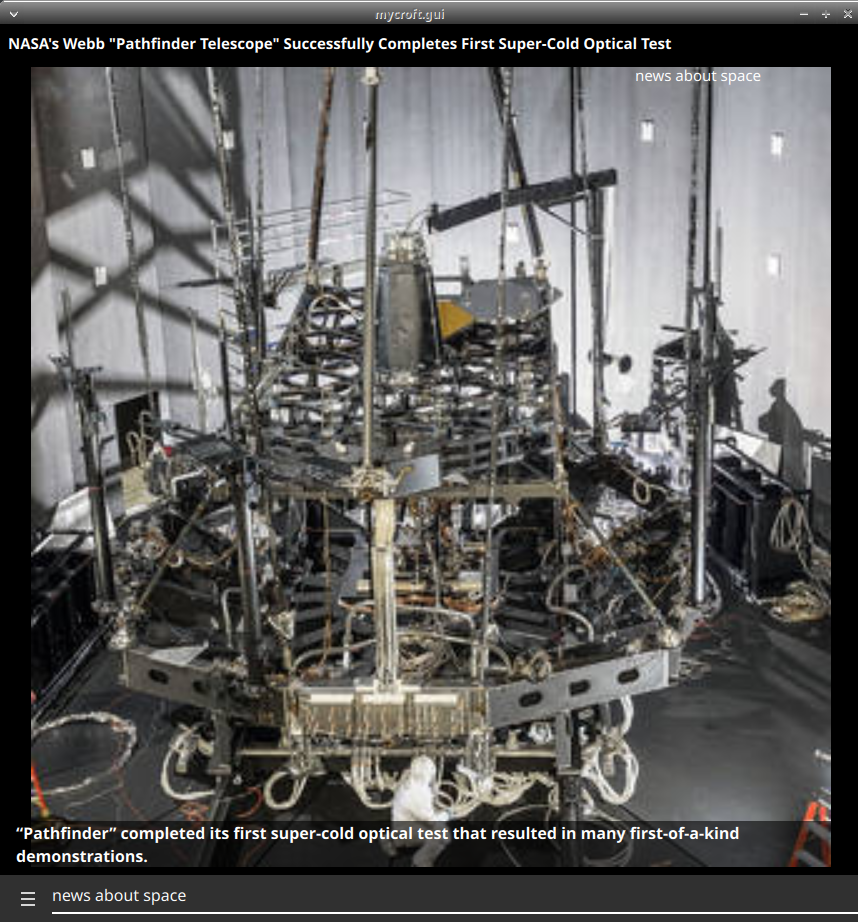 mycroft.gui
NASA's Webb "Pathfinder Telescope" Successfully Completes First Super-Cold Optical Test
news about space
“Pathfinder” completed its first super-cold optical test that resulted in many first-of-a-kind
demonstrations.
news about space